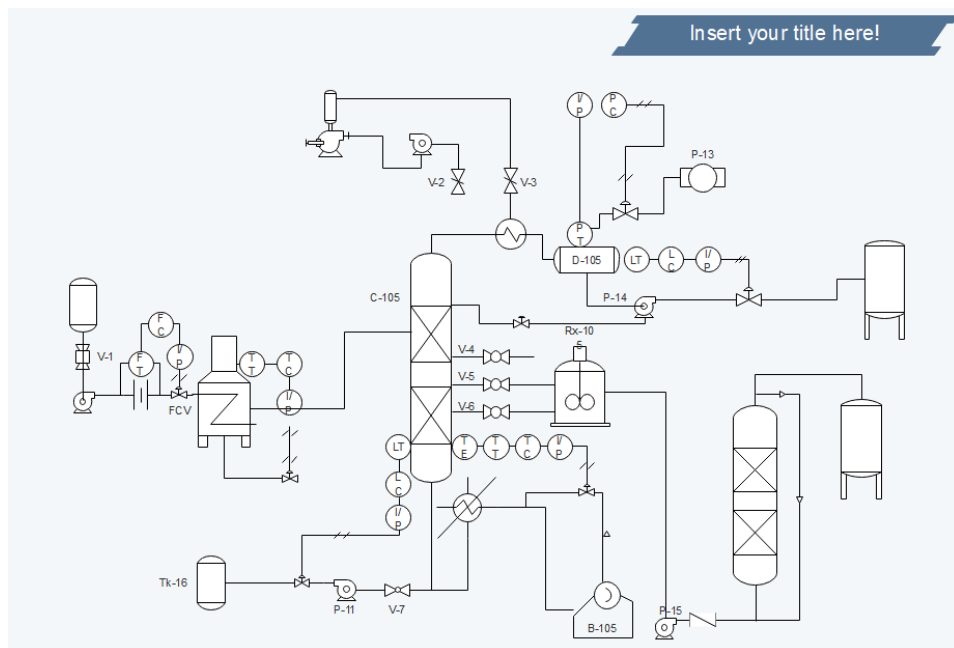 Insert your title here!
I/
P
P
C
P-13
V-2
V-3
P
T
D-105
LT
L
C
I/
P
C-105
P-14
Rx-10
5
F
C
V-1
F
T
I/
P
T
T
T
C
V-4
V-5
FCV
I/
P
V-6
LT
T
E
T
T
T
C
I/
P
L
C
I/
P
Tk-16
P-11
V-7
B-105
P-15